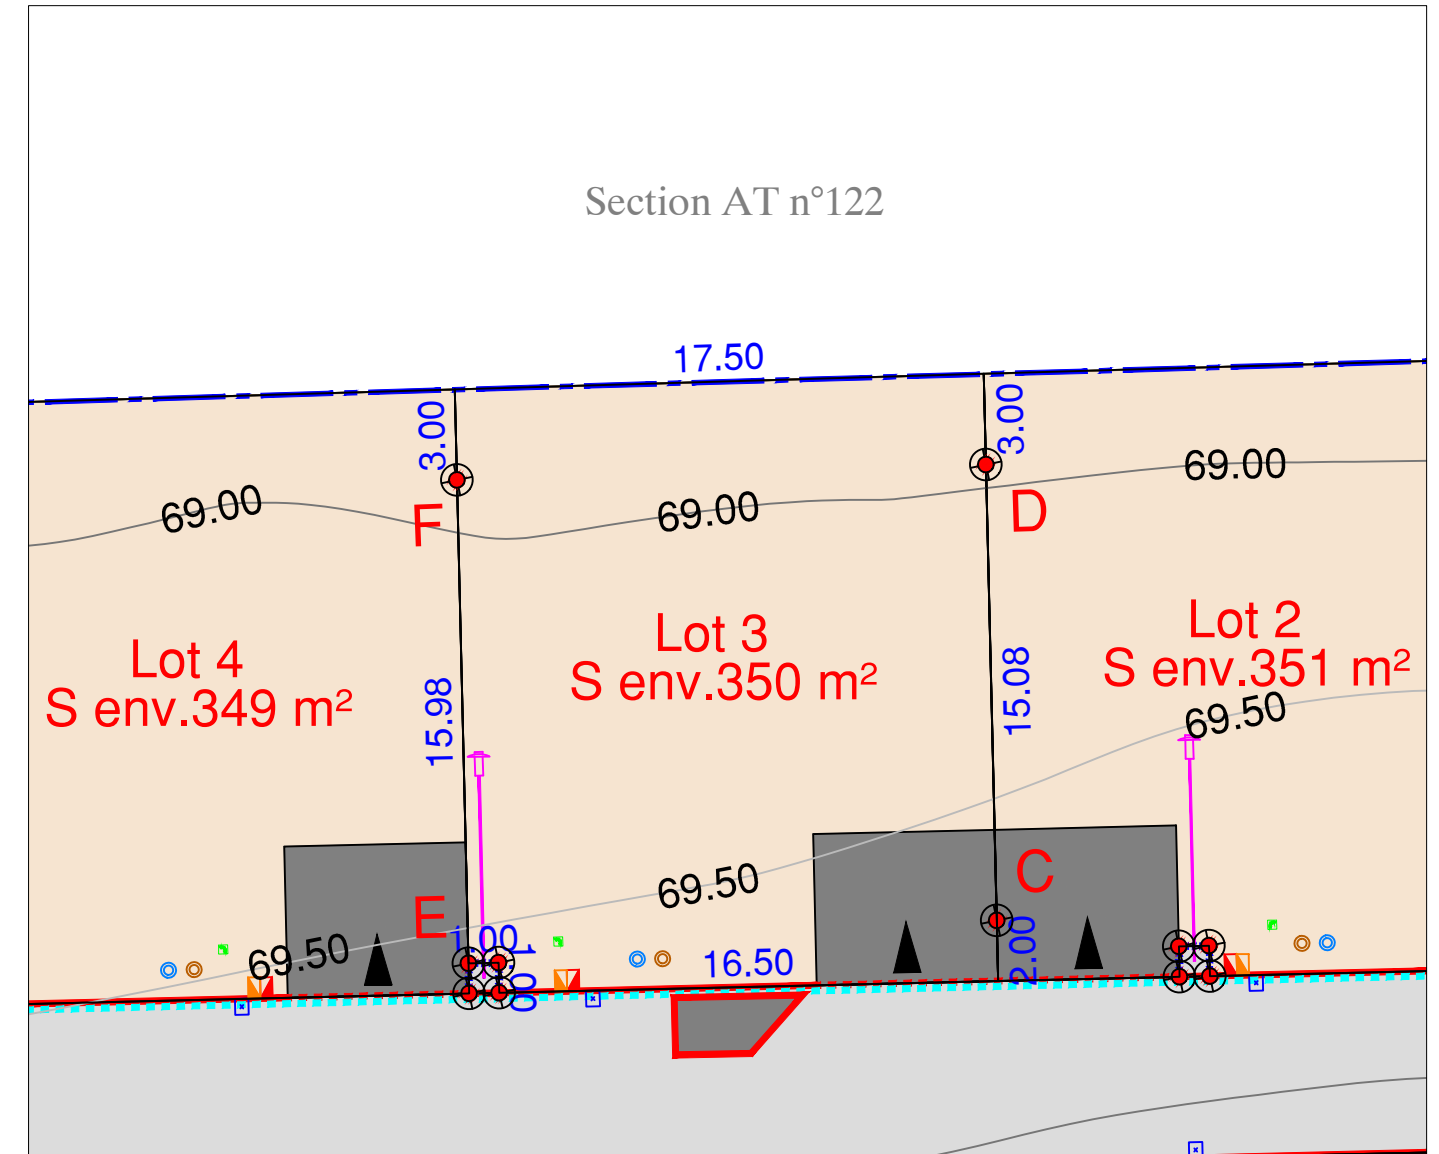 Section AT n°122
17.50
3.00
3.00
69.00
69.00
69.00
F
D
Lot 4
S env.349 m²
Lot 3
S env.350 m²
Lot 2
S env.351 m²
15.98
15.08
69.50
69.50
69.50
E
C
1.00
1.00
16.50
2.00